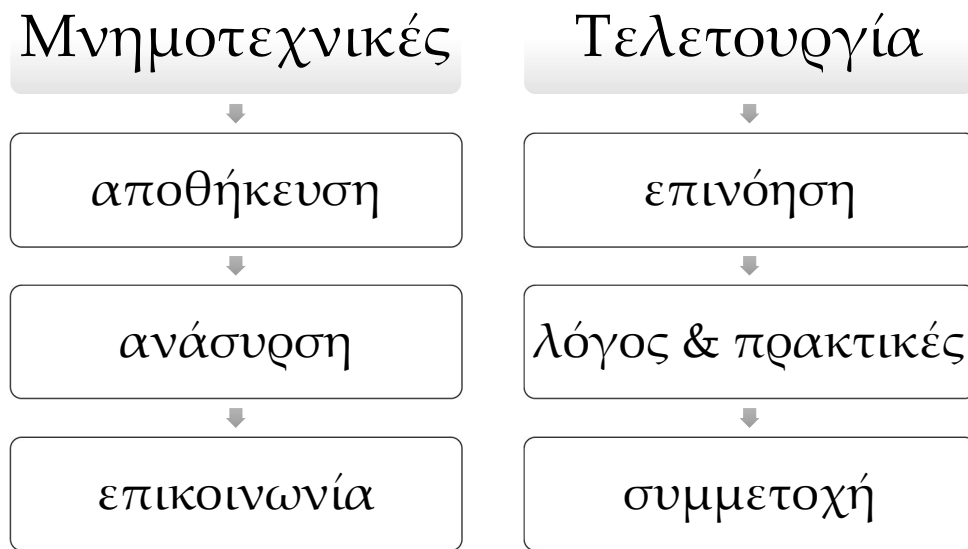 Μνημοτεχνικές
αποθήκευση
ανάσυρση
επικοινωνία
Τελετουργία
επινόηση
λόγος & πρακτικές
συμμετοχή